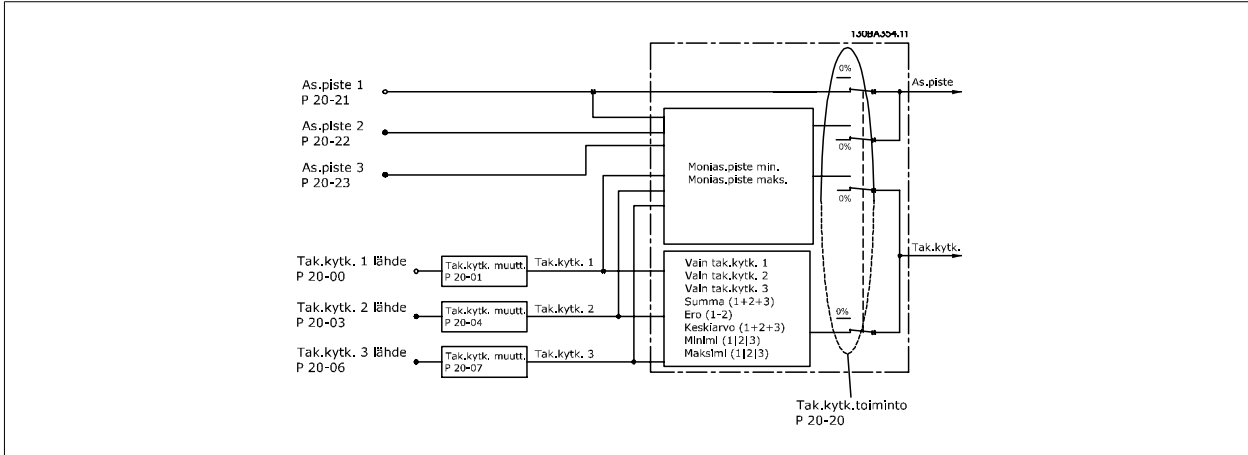 130BA354.11
As.piste 1
P 20-21
As.piste 2
P 20-22
As.piste 3
P 20-23
0%
As.piste
0%
Monias.piste min.
Monias.piste maks.
0%
Tak.kytk.
Tak.kytk. 1 lähde
P 20-00
Tak.kytk. muutt.
P 20-01
Tak.kytk. 1
Tak.kytk. 2 lähde
P 20-03
Tak.kytk. muutt.
P 20-04
Tak.kytk. 2
Tak.kytk. 3 lähde
P 20-06
Tak.kytk. muutt.
P 20-07
Tak.kytk. 3
Vain tak.kytk. 1
Vain tak.kytk. 2
Vain tak.kytk. 3
Summa (1+2+3)
Ero (1-2)
Keskiarvo (1+2+3)
Minimi (1|2|3)
Maksimi (1|2|3)
0%
Tak.kytk.toiminto
P 20-20